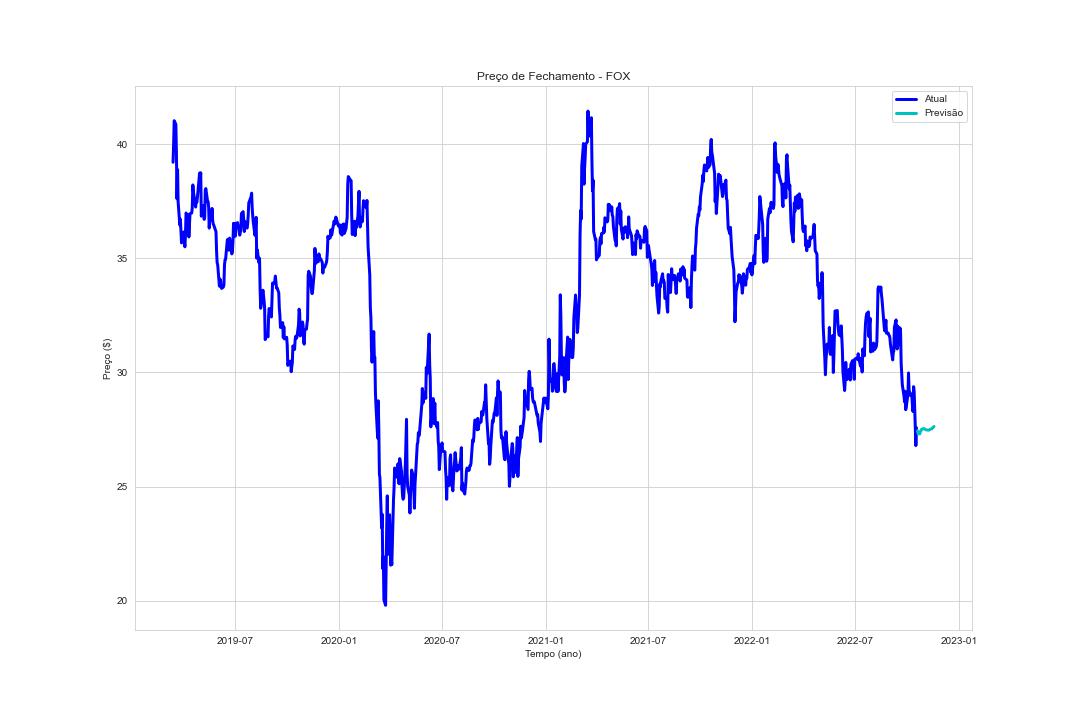 Preço de Fechamento - FOX
Atual
Previsão
40
35
30
25
20
Preço ($)
2019-07
2020-01
2020-07
2021-01
2021-07
2022-01
2022-07
2023-01
Tempo (ano)